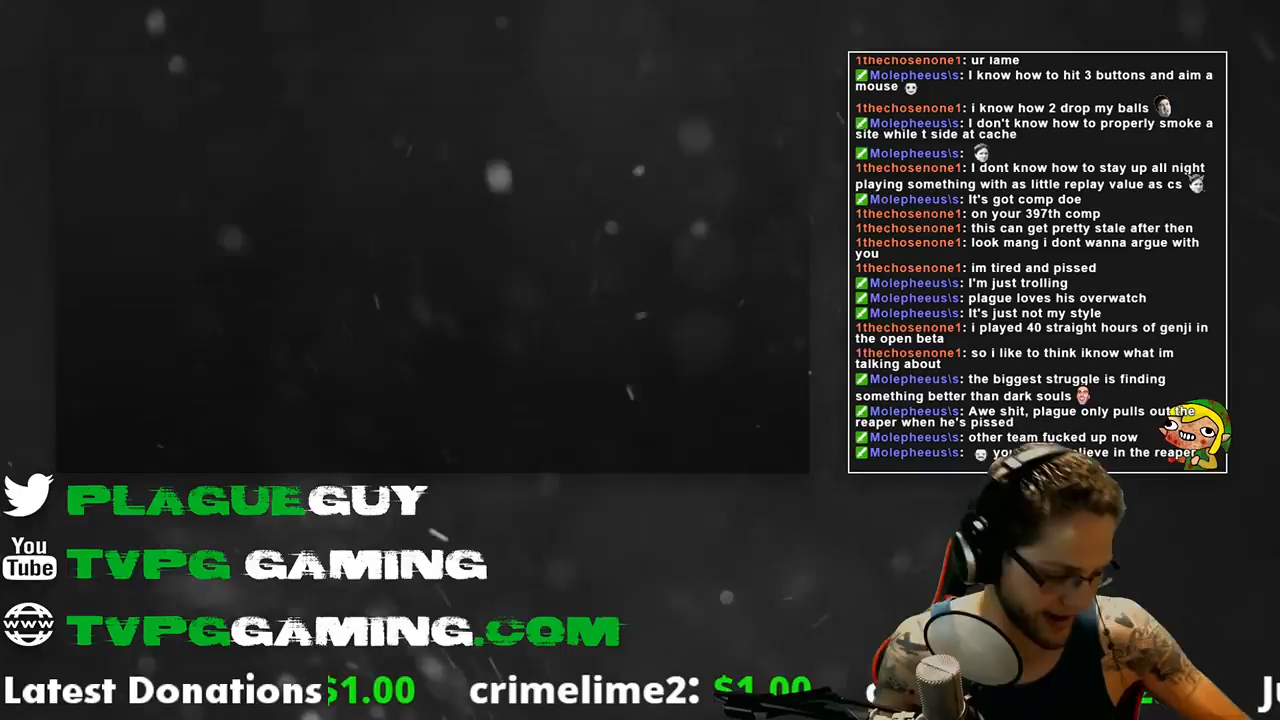 1thechosenone1: ur lame
Molepheeus\s: I know how to hit 3 buttons and aim a
mouse
1thechosenone1: i know how 2 drop my balls
Molepheeus\s: I don't know how to properly smoke a
site while t side at cache
Molepheeus\s:
1thechosenone1: I dont know how to stay up all night
playing something with as little replay value as cs
Molepheeus\s: It's got comp doe
1thechosenone1: on your 397th comp
1thechosenone1: this can get pretty stale after then
1thechosenone1: look mang i dont wanna argue with
you
1thechosenone1: im tired and pissed
Molepheeus\s: I'm just trolling
Molepheeus\s: plague loves his overwatch
Molepheeus\s: It's just not my style
1thechosenone1: i played 40 straight hours of genji in
the open beta
1thechosenone1: so i like to think iknow what im
talking about
Molepheeus\s: the biggest struggle is finding
something better than dark souls
Molepheeus\s: Awe shit, plague only pulls out the
reaper when he's pissed
Molepheeus\s: other team fucked up now
Molepheeus\s: in the reaper
PLAGUEGUY
You
Tube
TVPG GAMING
WWW
TVPGGAMING.COM
Latest Donations $1.00 crimelime2: $1.00